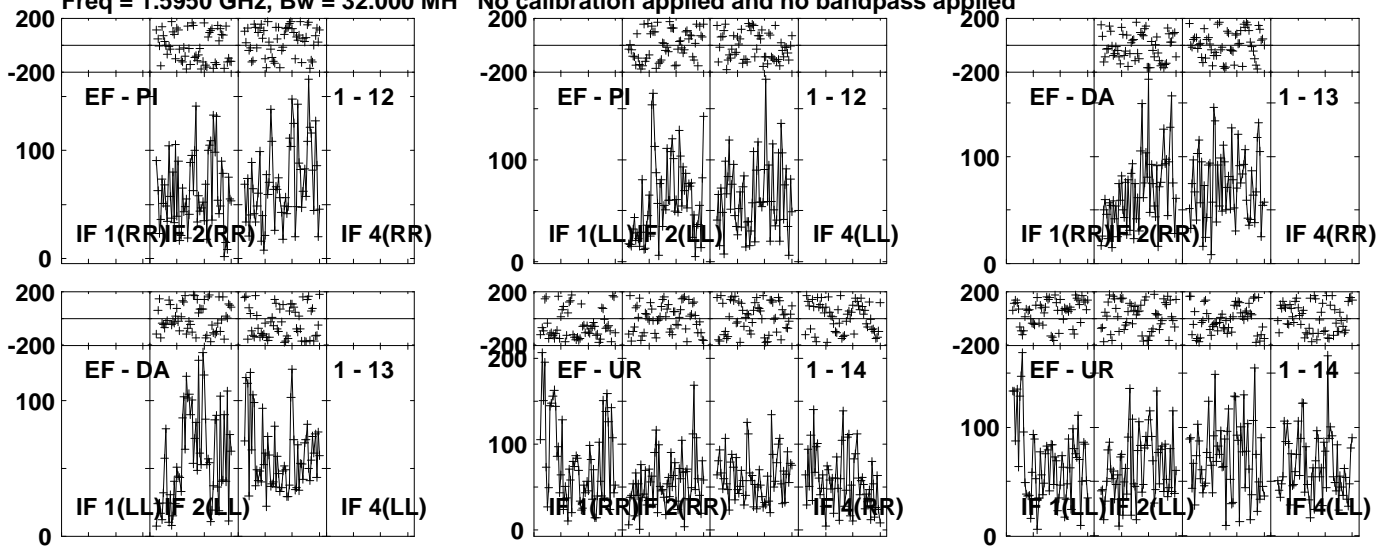 Freq = 1.5950 GHz, Bw = 32.000 MH No calibration applied and no bandpass applied
200
-200
EF - PI
1 - 12
100
0
IF 1(RR)
IF 2(RR)
IF 4(RR)
200
-200
EF - PI
1 - 12
100
0
IF 1(LL)
IF 2(LL)
IF 4(LL)
200
-200
EF - DA
1 - 13
100
0
IF 1(RR)
IF 2(RR)
IF 4(RR)
200
-200
EF - DA
1 - 13
100
0
IF 1(LL)
IF 2(LL)
IF 4(LL)
200
-200
200
EF - UR
1 - 14
100
0
IF 1(RR)
IF 2(RR)
IF 4(RR)
200
-200
EF - UR
1 - 14
100
0
IF 1(LL)
IF 2(LL)
IF 4(LL)